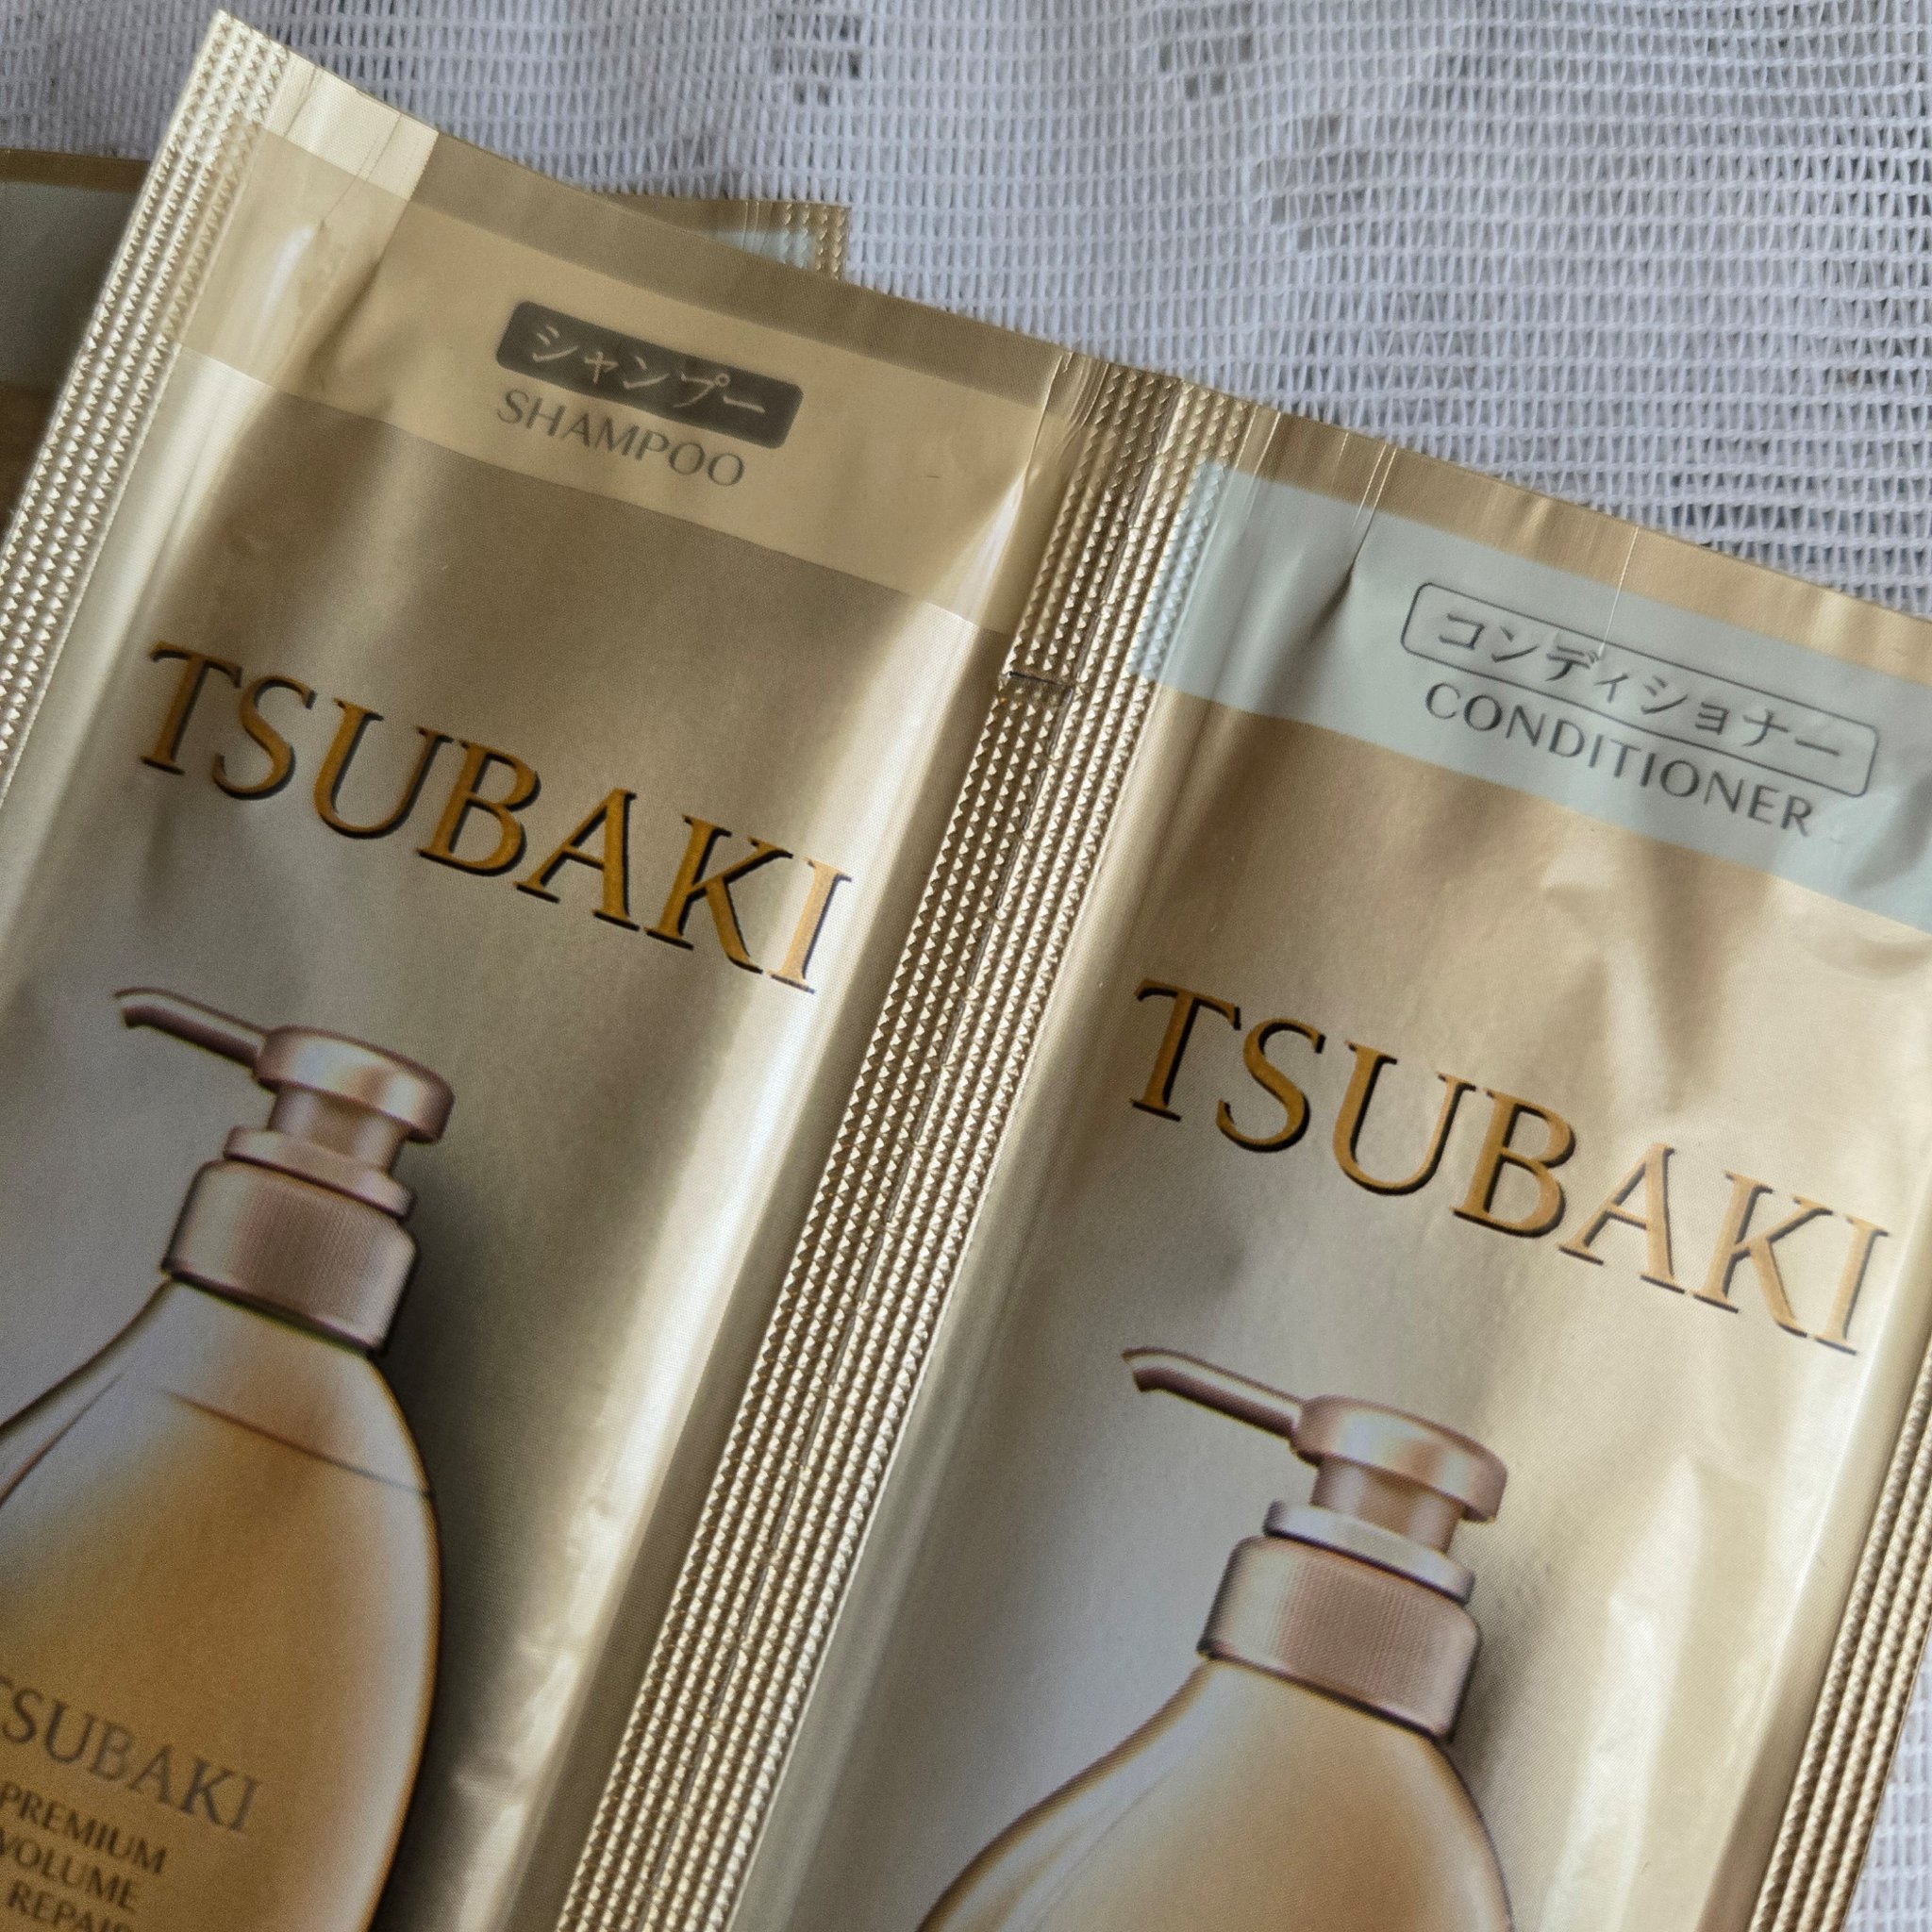 シャンプー
SHAMPOO
TSUBAKI
TSUBAKI
PREMIUM
VOLUME
REPAIR
コンディショナー
CONDITIONER
TSUBAKI